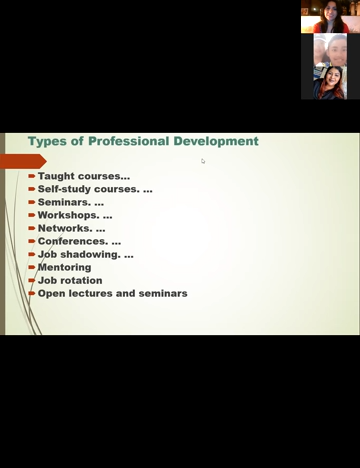 Types of Professional Development
Taught courses...
Self-study courses. ...
Seminars. ...
Workshops. ...
Networks. ...
Conferences. ...
Job shadowing. ...
Mentoring
Job rotation
Open lectures and seminars